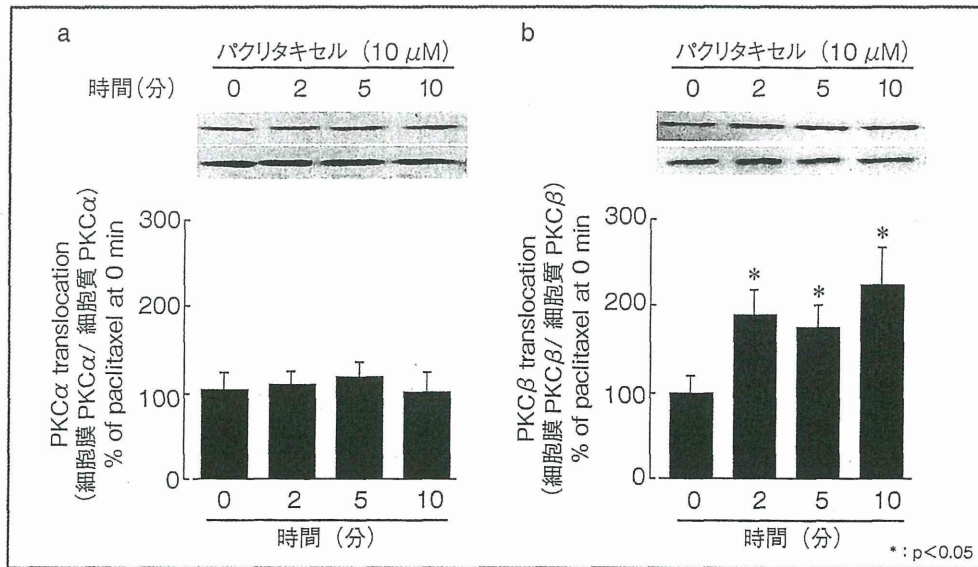 a
パクリタキセル (10 μM)
時間(分) 0 2 5 10
PKCα translocation
(細胞膜 PKCα/ 細胞質 PKCα)
% of paclitaxel at 0 min
300
200
100
0
0 2 5 10
時間 (分)
b
パクリタキセル (10 μM)
0 2 5 10
PKCβ translocation
(細胞膜 PKCβ/ 細胞質 PKCβ)
% of paclitaxel at 0 min
300
200
100
0
* * *
0 2 5 10
時間 (分)
*：p<0.05